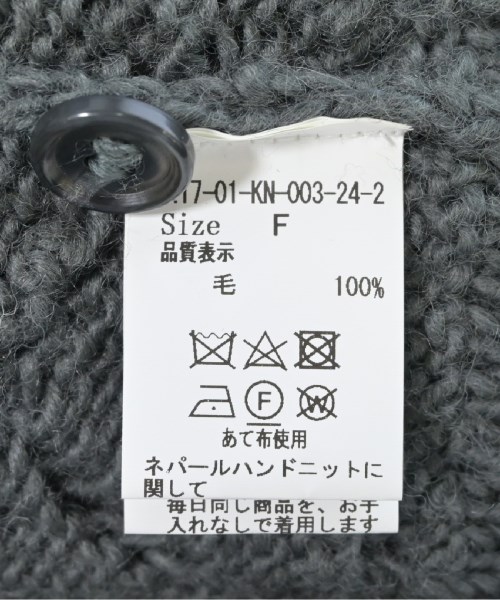 17-01-KN-003-24-2
Size F
品質表示
毛 100%
F W
あて布使用
ネパールハンドニットに
関して
毎日同じ商品を、お手
入れなしで着用します